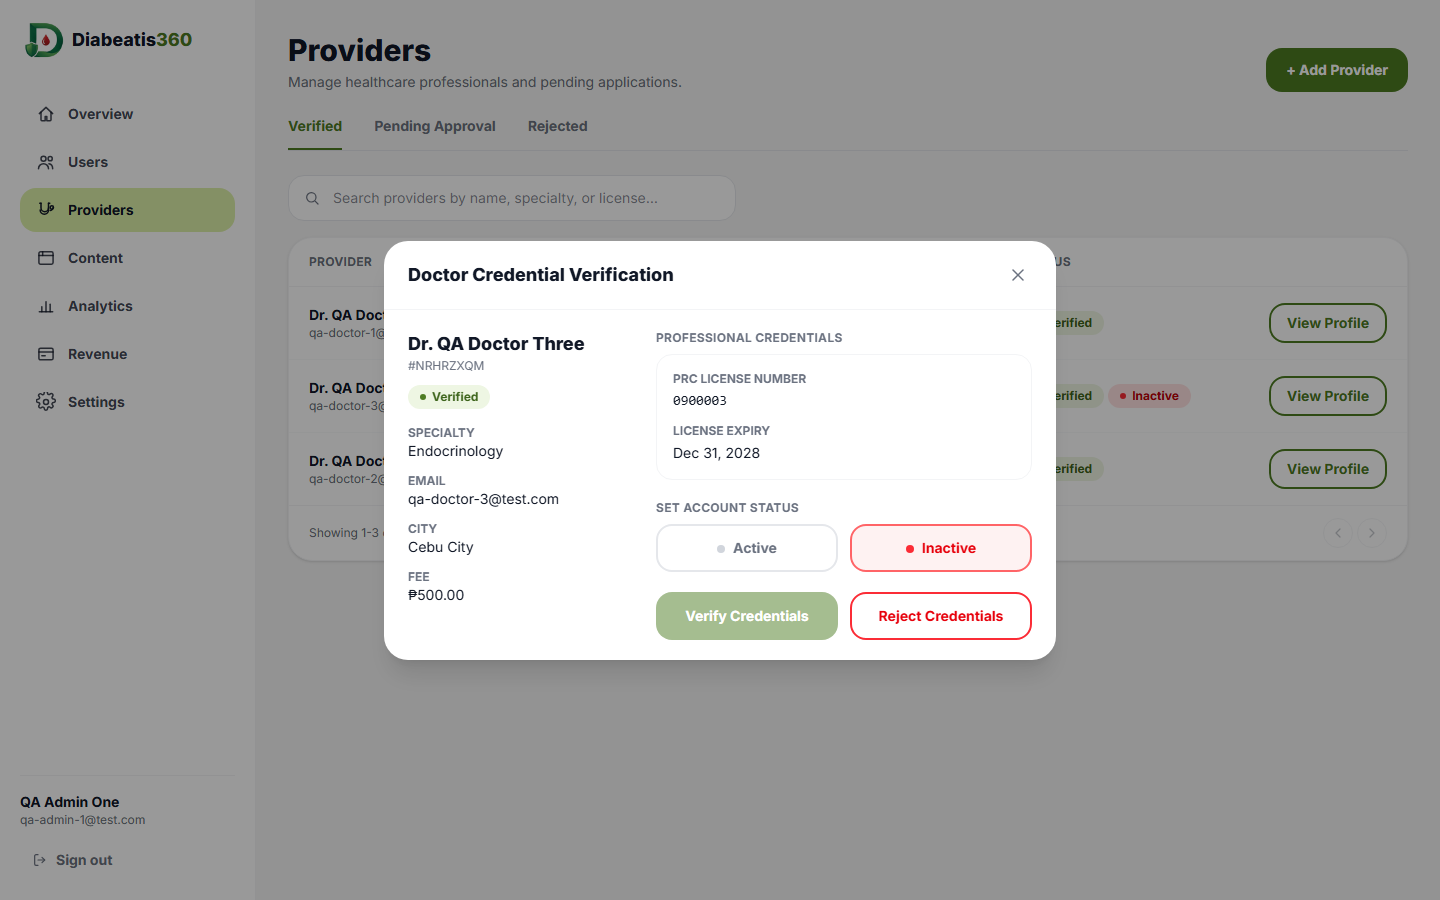 Diabeatis360
Overview
Users
Providers
Content
Analytics
Revenue
Settings
QA Admin One
qa-admin-1@test.com
Sign out
Providers
Manage healthcare professionals and pending applications.
+ Add Provider
Verified Pending Approval Rejected
Search providers by name, specialty, or license...
PROVIDER
US
Dr. QA Doc
qa-doctor-1@
erified
View Profile
Dr. QA Doc
qa-doctor-3@
erified
Inactive
View Profile
Dr. QA Doc
qa-doctor-2@
erified
View Profile
Showing 1-3
Doctor Credential Verification
Dr. QA Doctor Three
#NRHRZXQM
Verified
SPECIALTY
Endocrinology
EMAIL
qa-doctor-3@test.com
CITY
Cebu City
FEE
₱500.00
PROFESSIONAL CREDENTIALS
PRC LICENSE NUMBER
0900003
LICENSE EXPIRY
Dec 31, 2028
SET ACCOUNT STATUS
Active
Inactive
Verify Credentials
Reject Credentials